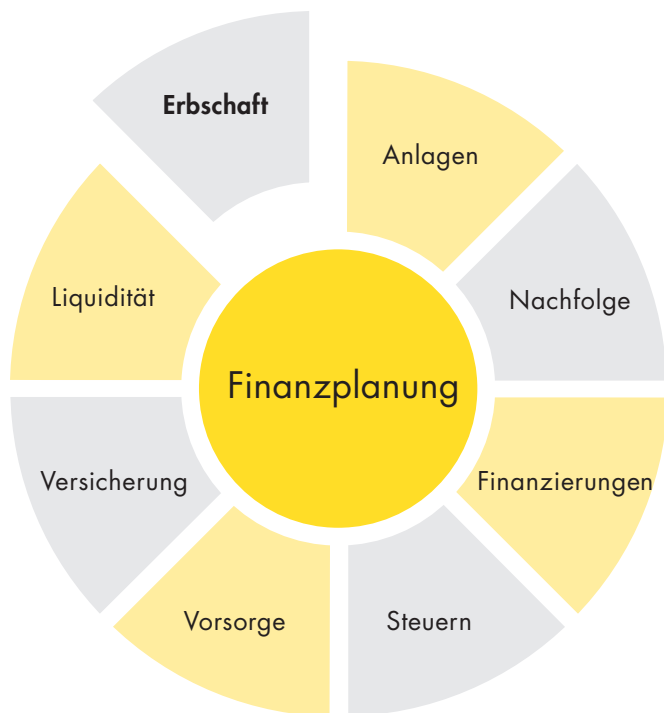 Erbschaft
Anlagen
Liquidität
Nachfolge
Finanzplanung
Versicherung
Finanzierungen
Vorsorge
Steuern